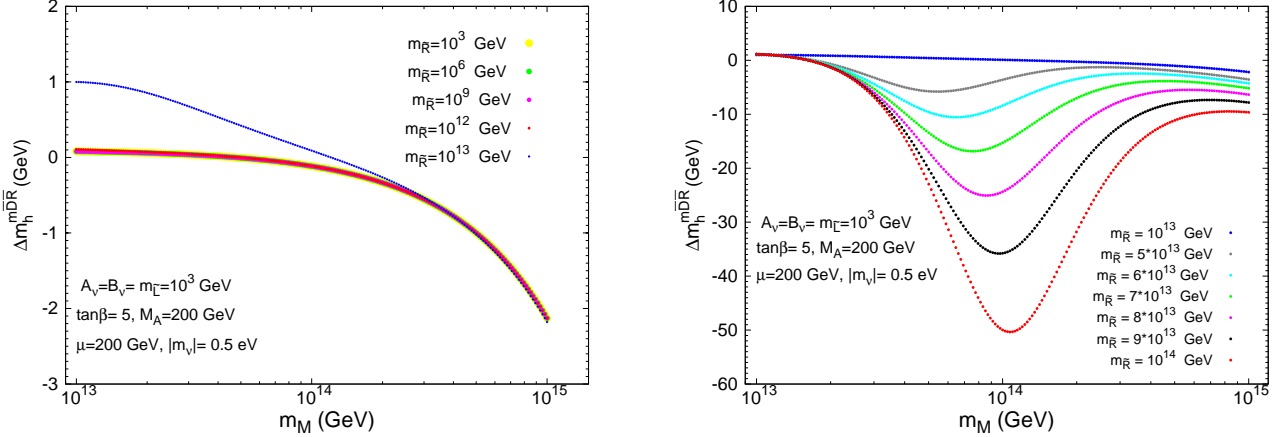 1
m_R̃=10^3 GeV
m_R̃=10^6 GeV
m_R̃=10^9 GeV
m_R̃=10^12 GeV
m_R̃=10^13 GeV
2
1
0
-1
-2
-3
Δm_h^mD̅R̅ (GeV)
A_ν=B_ν= m_L̃=10^3 GeV
tanβ= 5, M_A=200 GeV
μ=200 GeV, |m_ν|= 0.5 eV
10^13 10^14 10^15
m_M (GeV)
10
0
-10
-20
-30
-40
-50
-60
Δm_h^mD̅R̅ (GeV)
A_ν=B_ν= m_L̃=10^3 GeV
tanβ= 5, M_A=200 GeV
μ=200 GeV, |m_ν|= 0.5 eV
m_R̃ = 10^13 GeV
m_R̃ = 5*10^13 GeV
m_R̃ = 6*10^13 GeV
m_R̃ = 7*10^13 GeV
m_R̃ = 8*10^13 GeV
m_R̃ = 9*10^13 GeV
m_R̃ = 10^14 GeV
10^13 10^14 10^15
m_M (GeV)